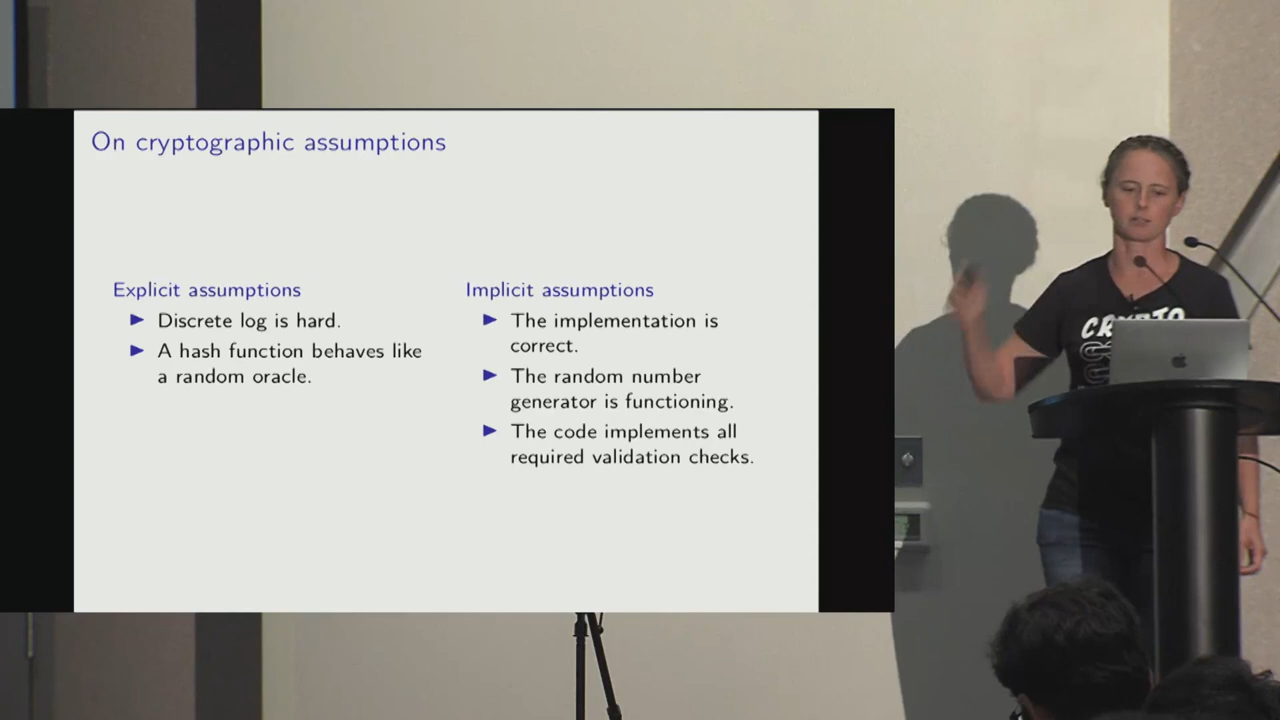 On cryptographic assumptions
Explicit assumptions
Discrete log is hard.
A hash function behaves like
a random oracle.
Implicit assumptions
The implementation is
correct.
The random number
generator is functioning.
The code implements all
required validation checks.
CRYPTO